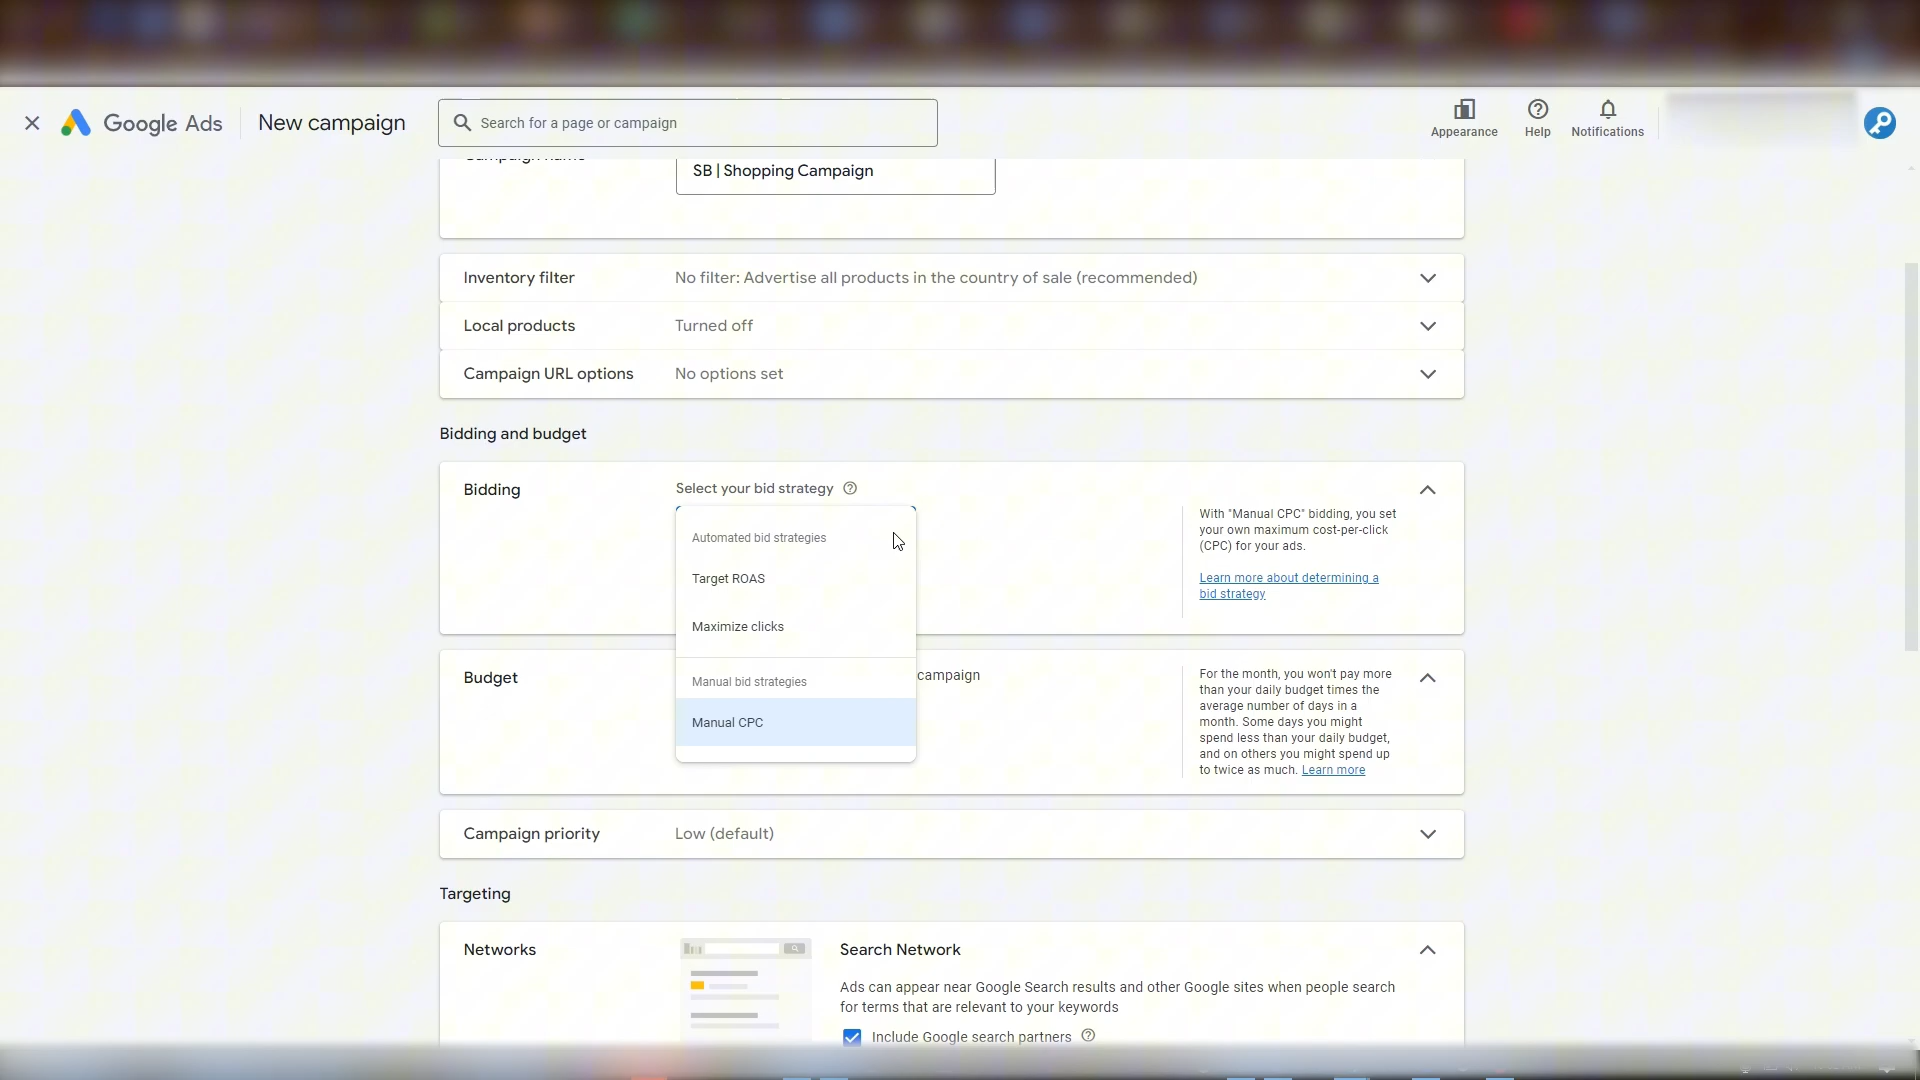 Google Ads
New campaign
Search for a page or campaign
Appearance
Help
Notifications
Campaign name
SB | Shopping Campaign
Inventory filter
No filter: Advertise all products in the country of sale (recommended)
Local products
Turned off
Campaign URL options
No options set
Bidding and budget
Bidding
Select your bid strategy
Automated bid strategies
Target ROAS
Maximize clicks
Manual bid strategies
Manual CPC
With "Manual CPC" bidding, you set
your own maximum cost-per-click
(CPC) for your ads.
Learn more about determining a
bid strategy
Budget
campaign
For the month, you won't pay more
than your daily budget times the
average number of days in a
month. Some days you might
spend less than your daily budget,
and on others you might spend up
to twice as much. Learn more
Campaign priority
Low (default)
Targeting
Networks
Search Network
Ads can appear near Google Search results and other Google sites when people search
for terms that are relevant to your keywords
Include Google search partners